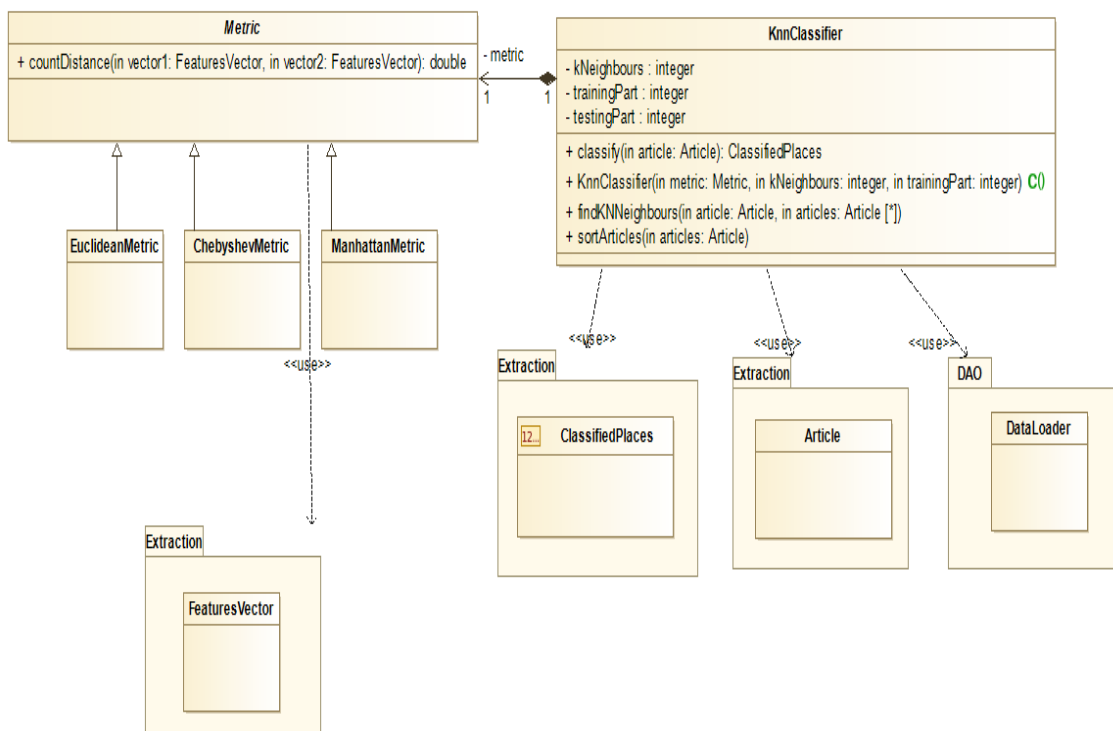 Metric
+ countDistance(in vector1: FeaturesVector, in vector2: FeaturesVector): double
- metric
1
1
KnnClassifier
- kNeighbours : integer
- trainingPart : integer
- testingPart : integer
+ classify(in article: Article): ClassifiedPlaces
+ KnnClassifier(in metric: Metric, in kNeighbours: integer, in trainingPart: integer) C()
+ findKNNeighbours(in article: Article, in articles: Article [*])
+ sortArticles(in articles: Article)
EuclideanMetric
ChebyshevMetric
ManhattanMetric
<<use>>
<<use>>
<<use>>
<<use>>
Extraction
12... ClassifiedPlaces
Extraction
Article
DAO
DataLoader
Extraction
FeaturesVector